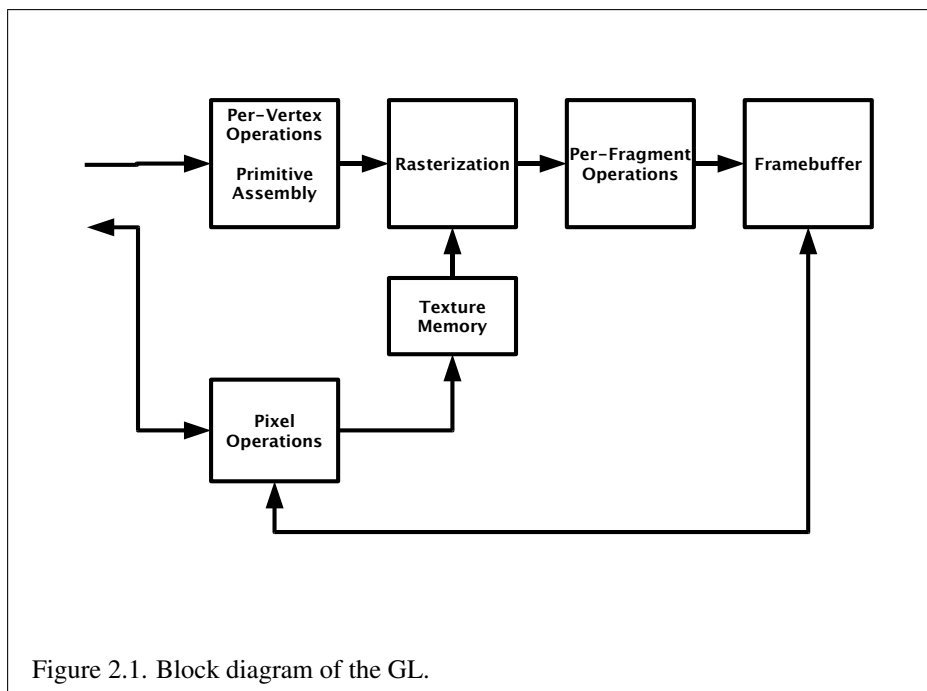 Per-Vertex
Operations
Primitive
Assembly
Rasterization
Per-Fragment
Operations
Framebuffer
Texture
Memory
Pixel
Operations
Figure 2.1. Block diagram of the GL.